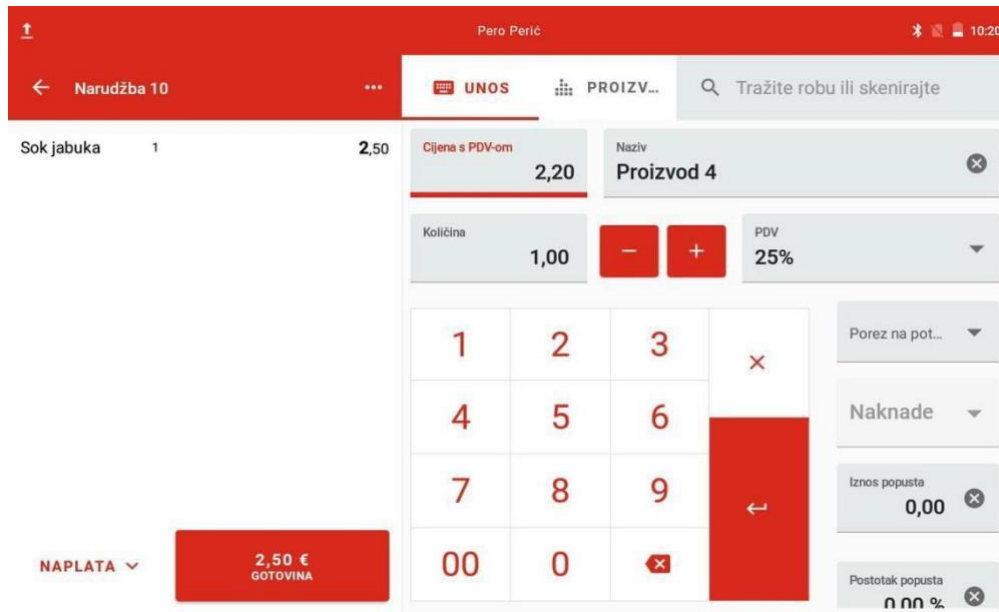 Pero Perić
10:20
Narudžba 10
UNOS
PROIZV...
Tražite robu ili skenirajte
Sok jabuka 1 2,50
Cijena s PDV-om
2,20
Naziv
Proizvod 4
Količina
1,00
−
+
PDV
25%
1 2 3 ×
4 5 6
7 8 9
00 0
Porez na pot...
Naknade
Iznos popusta
0,00
Postotak popusta
0,00 %
NAPLATA
2,50 €
GOTOVINA